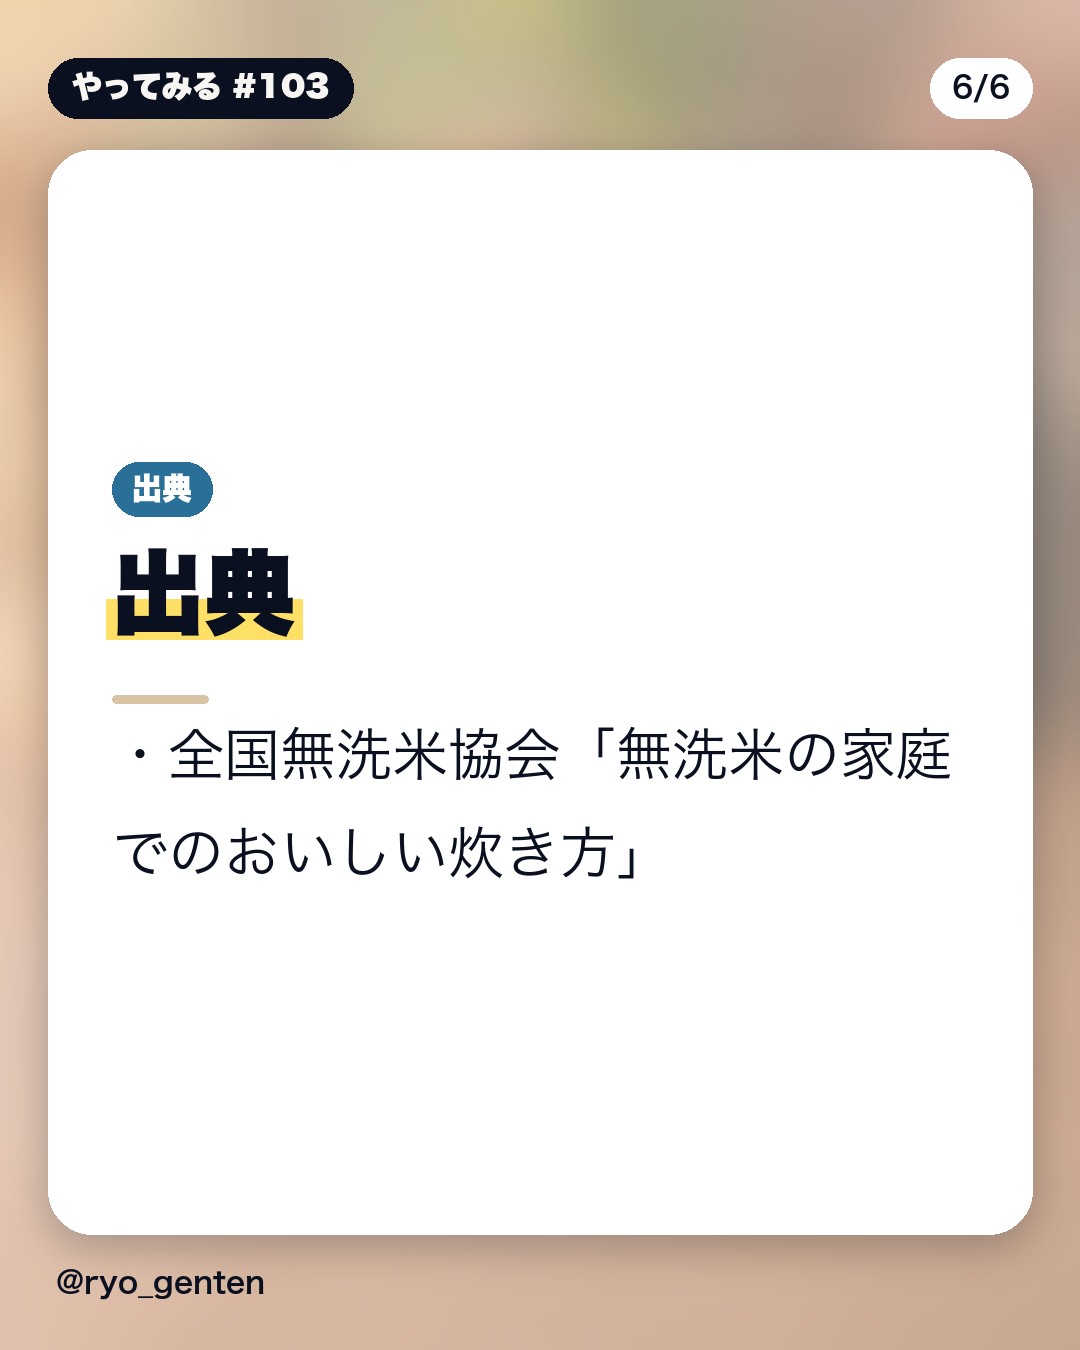 やってみる #103
6/6
出典
出典
・全国無洗米協会「無洗米の家庭
でのおいしい炊き方」
@ryo_genten